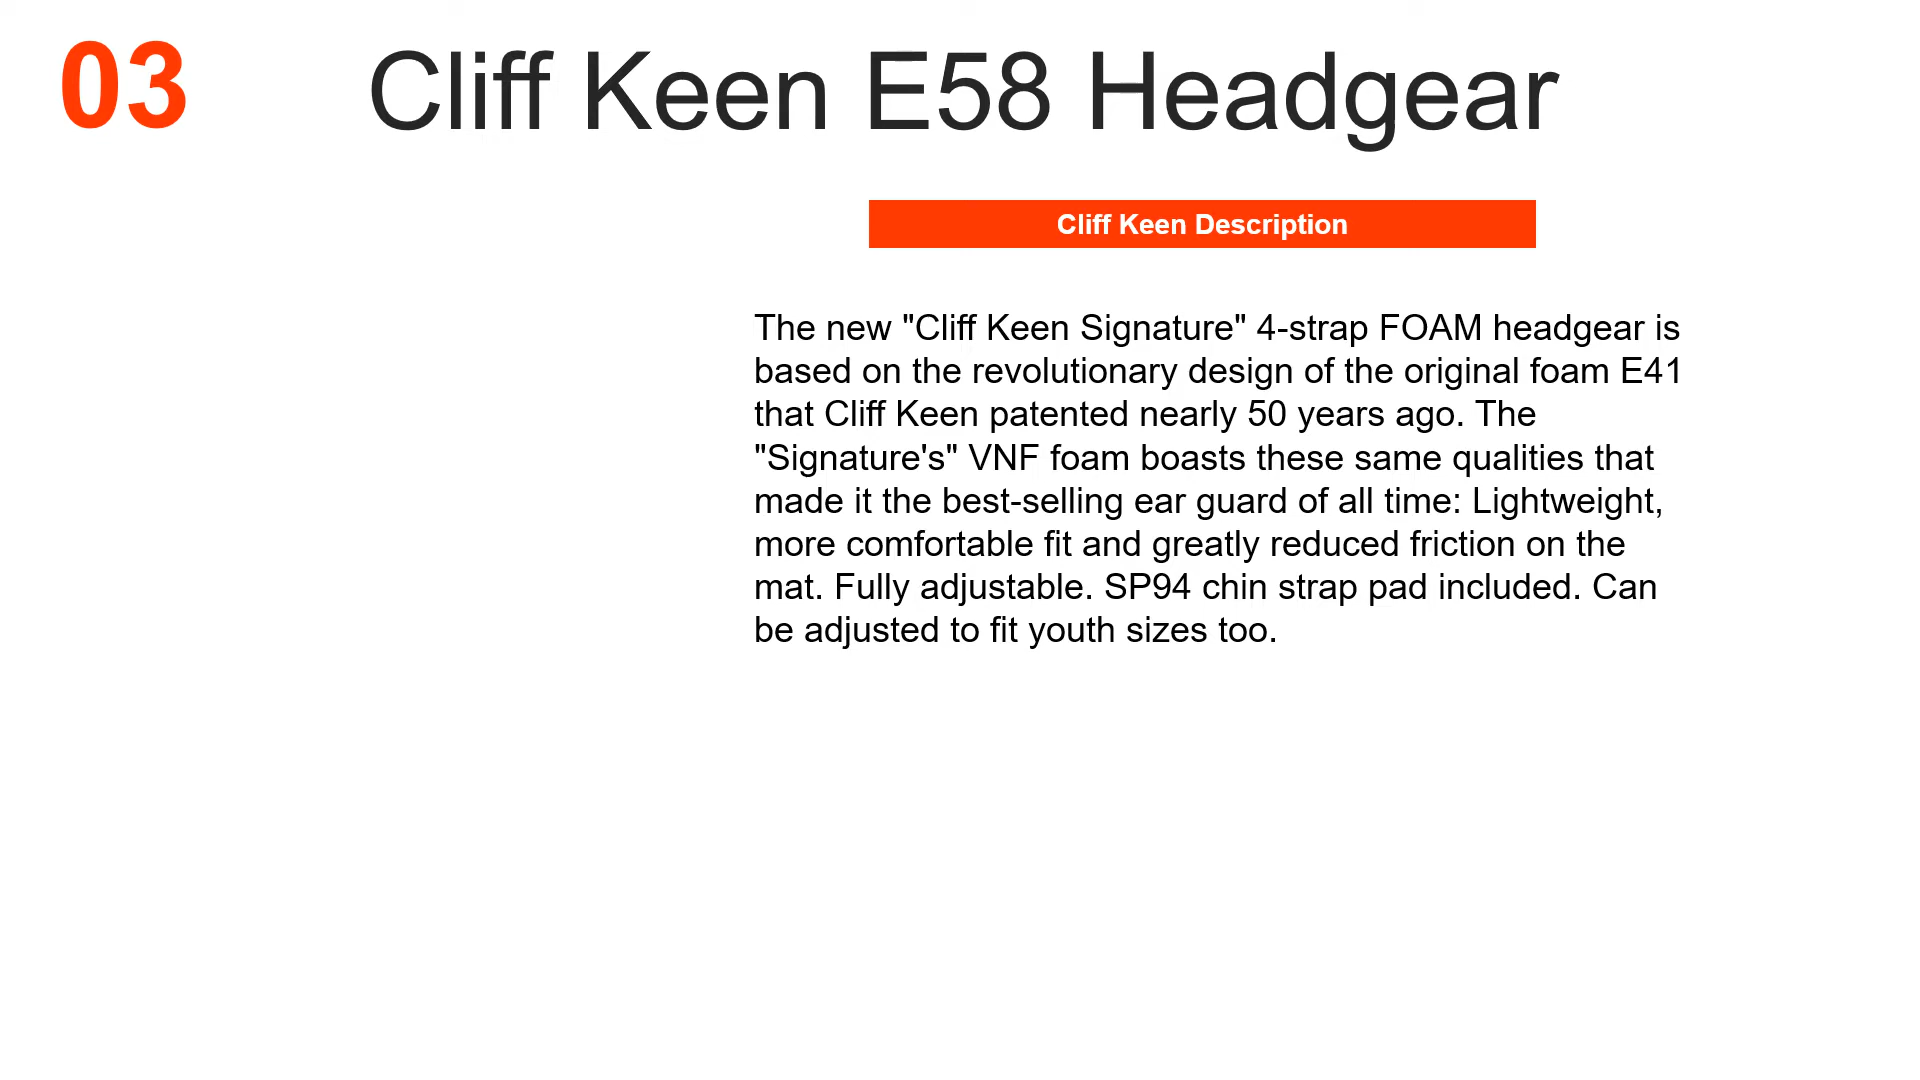 03
Cliff Keen E58 Headgear
Cliff Keen Description
The new "Cliff Keen Signature" 4-strap FOAM headgear is
based on the revolutionary design of the original foam E41
that Cliff Keen patented nearly 50 years ago. The
"Signature's" VNF foam boasts these same qualities that
made it the best-selling ear guard of all time: Lightweight,
more comfortable fit and greatly reduced friction on the
mat. Fully adjustable. SP94 chin strap pad included. Can
be adjusted to fit youth sizes too.